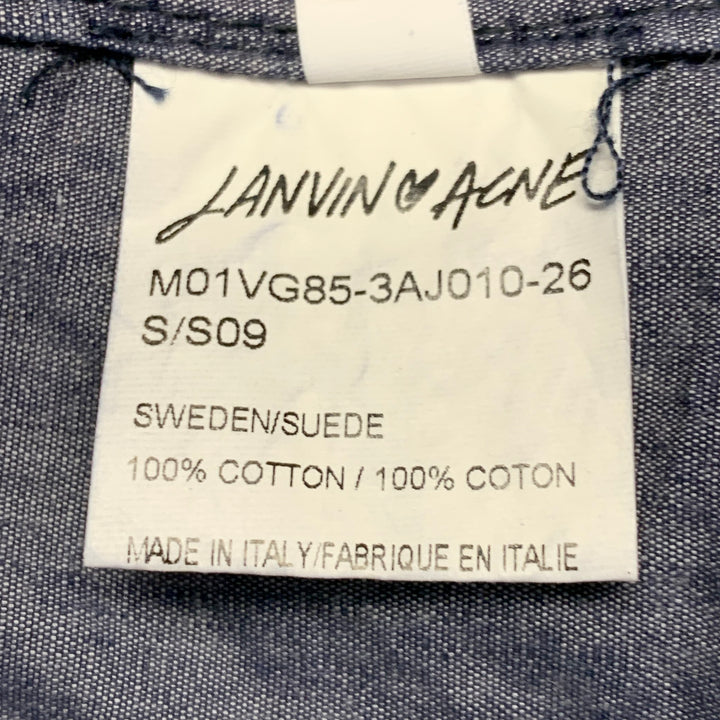 LANVIN♥ACNE
M01VG85-3AJ010-26
S/S09
SWEDEN/SUEDE
100% COTTON / 100% COTON
MADE IN ITALY/FABRIQUE EN ITALIE